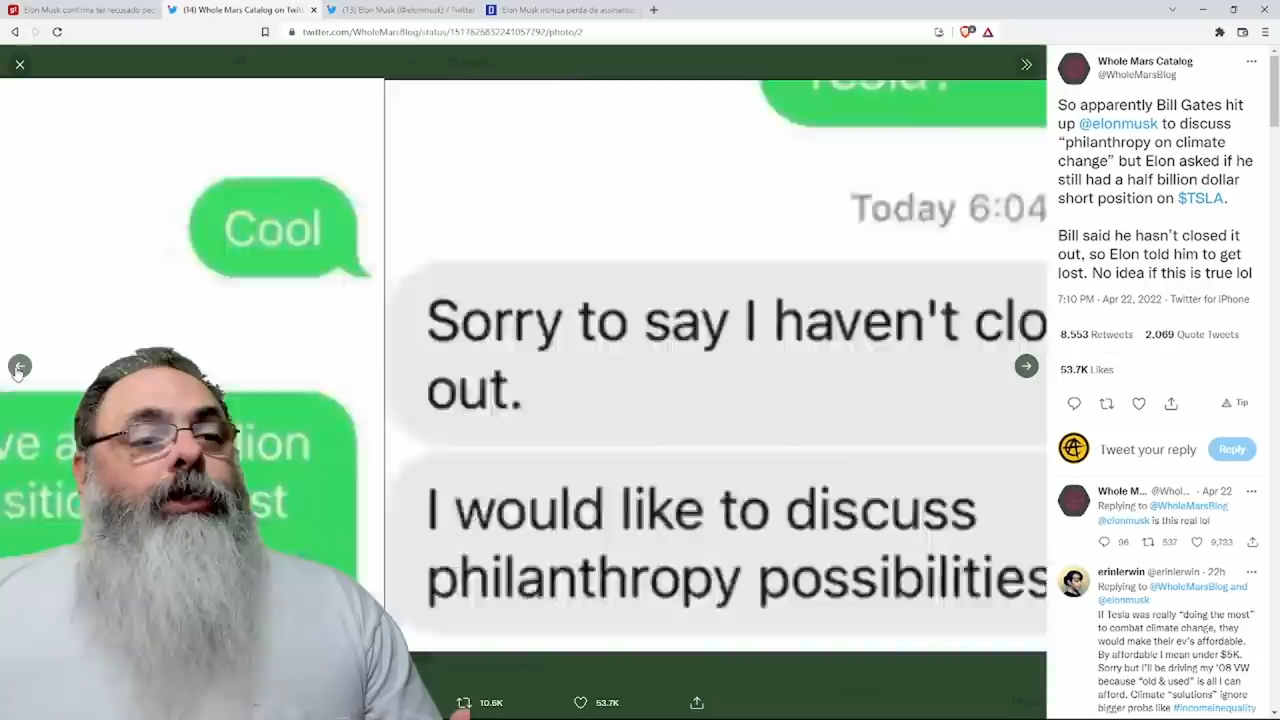 Elon Musk confirma ter recusado ped
(14) Whole Mars Catalog on Twitt
(13) Elon Musk (@elonmusk) / Twitter
Elon Musk ironiza perda de assinante
twitter.com/WholeMarsBlog/status/1517626832241057792/photo/2
Cool
Today 6:04
Sorry to say I haven't clo
out.
ve a
ion
sitio
st
I would like to discuss
philanthropy possibilities
10.6K
53.7K
Whole Mars Catalog
@WholeMarsBlog
So apparently Bill Gates hit
up @elonmusk to discuss
“philanthropy on climate
change” but Elon asked if he
still had a half billion dollar
short position on $TSLA.
Bill said he hasn’t closed it
out, so Elon told him to get
lost. No idea if this is true lol
7:10 PM · Apr 22, 2022 · Twitter for iPhone
8.553 Retweets 2,069 Quote Tweets
53.7K Likes
Tip
Tweet your reply
Reply
Whole M... @Whol... · Apr 22
Replying to @WholeMarsBlog
@elonmusk is this real lol
96 537 9,733
erinlerwin @erinlerwin · 22h
Replying to @WholeMarsBlog and
@elonmusk
If Tesla was really “doing the most”
to combat climate change, they
would make their ev's affordable.
By affordable I mean under $5K.
Sorry but I'll be driving my '08 VW
because “old & used” is all I can
afford. Climate “solutions” ignore
bigger probs like #incomeinequality